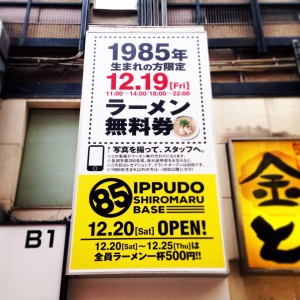 1985年
生まれの方限定
12.19[Fri]
11:00~14:00/18:00~22:00
ラーメン
無料券
!写真を撮って、スタッフへ。
85
IPPUDO
SHIROMARU
BASE
12.20[Sat] OPEN!
12.20[Sat]~12.25[Thu]は
全員ラーメン一杯500円!!
B1
金
と